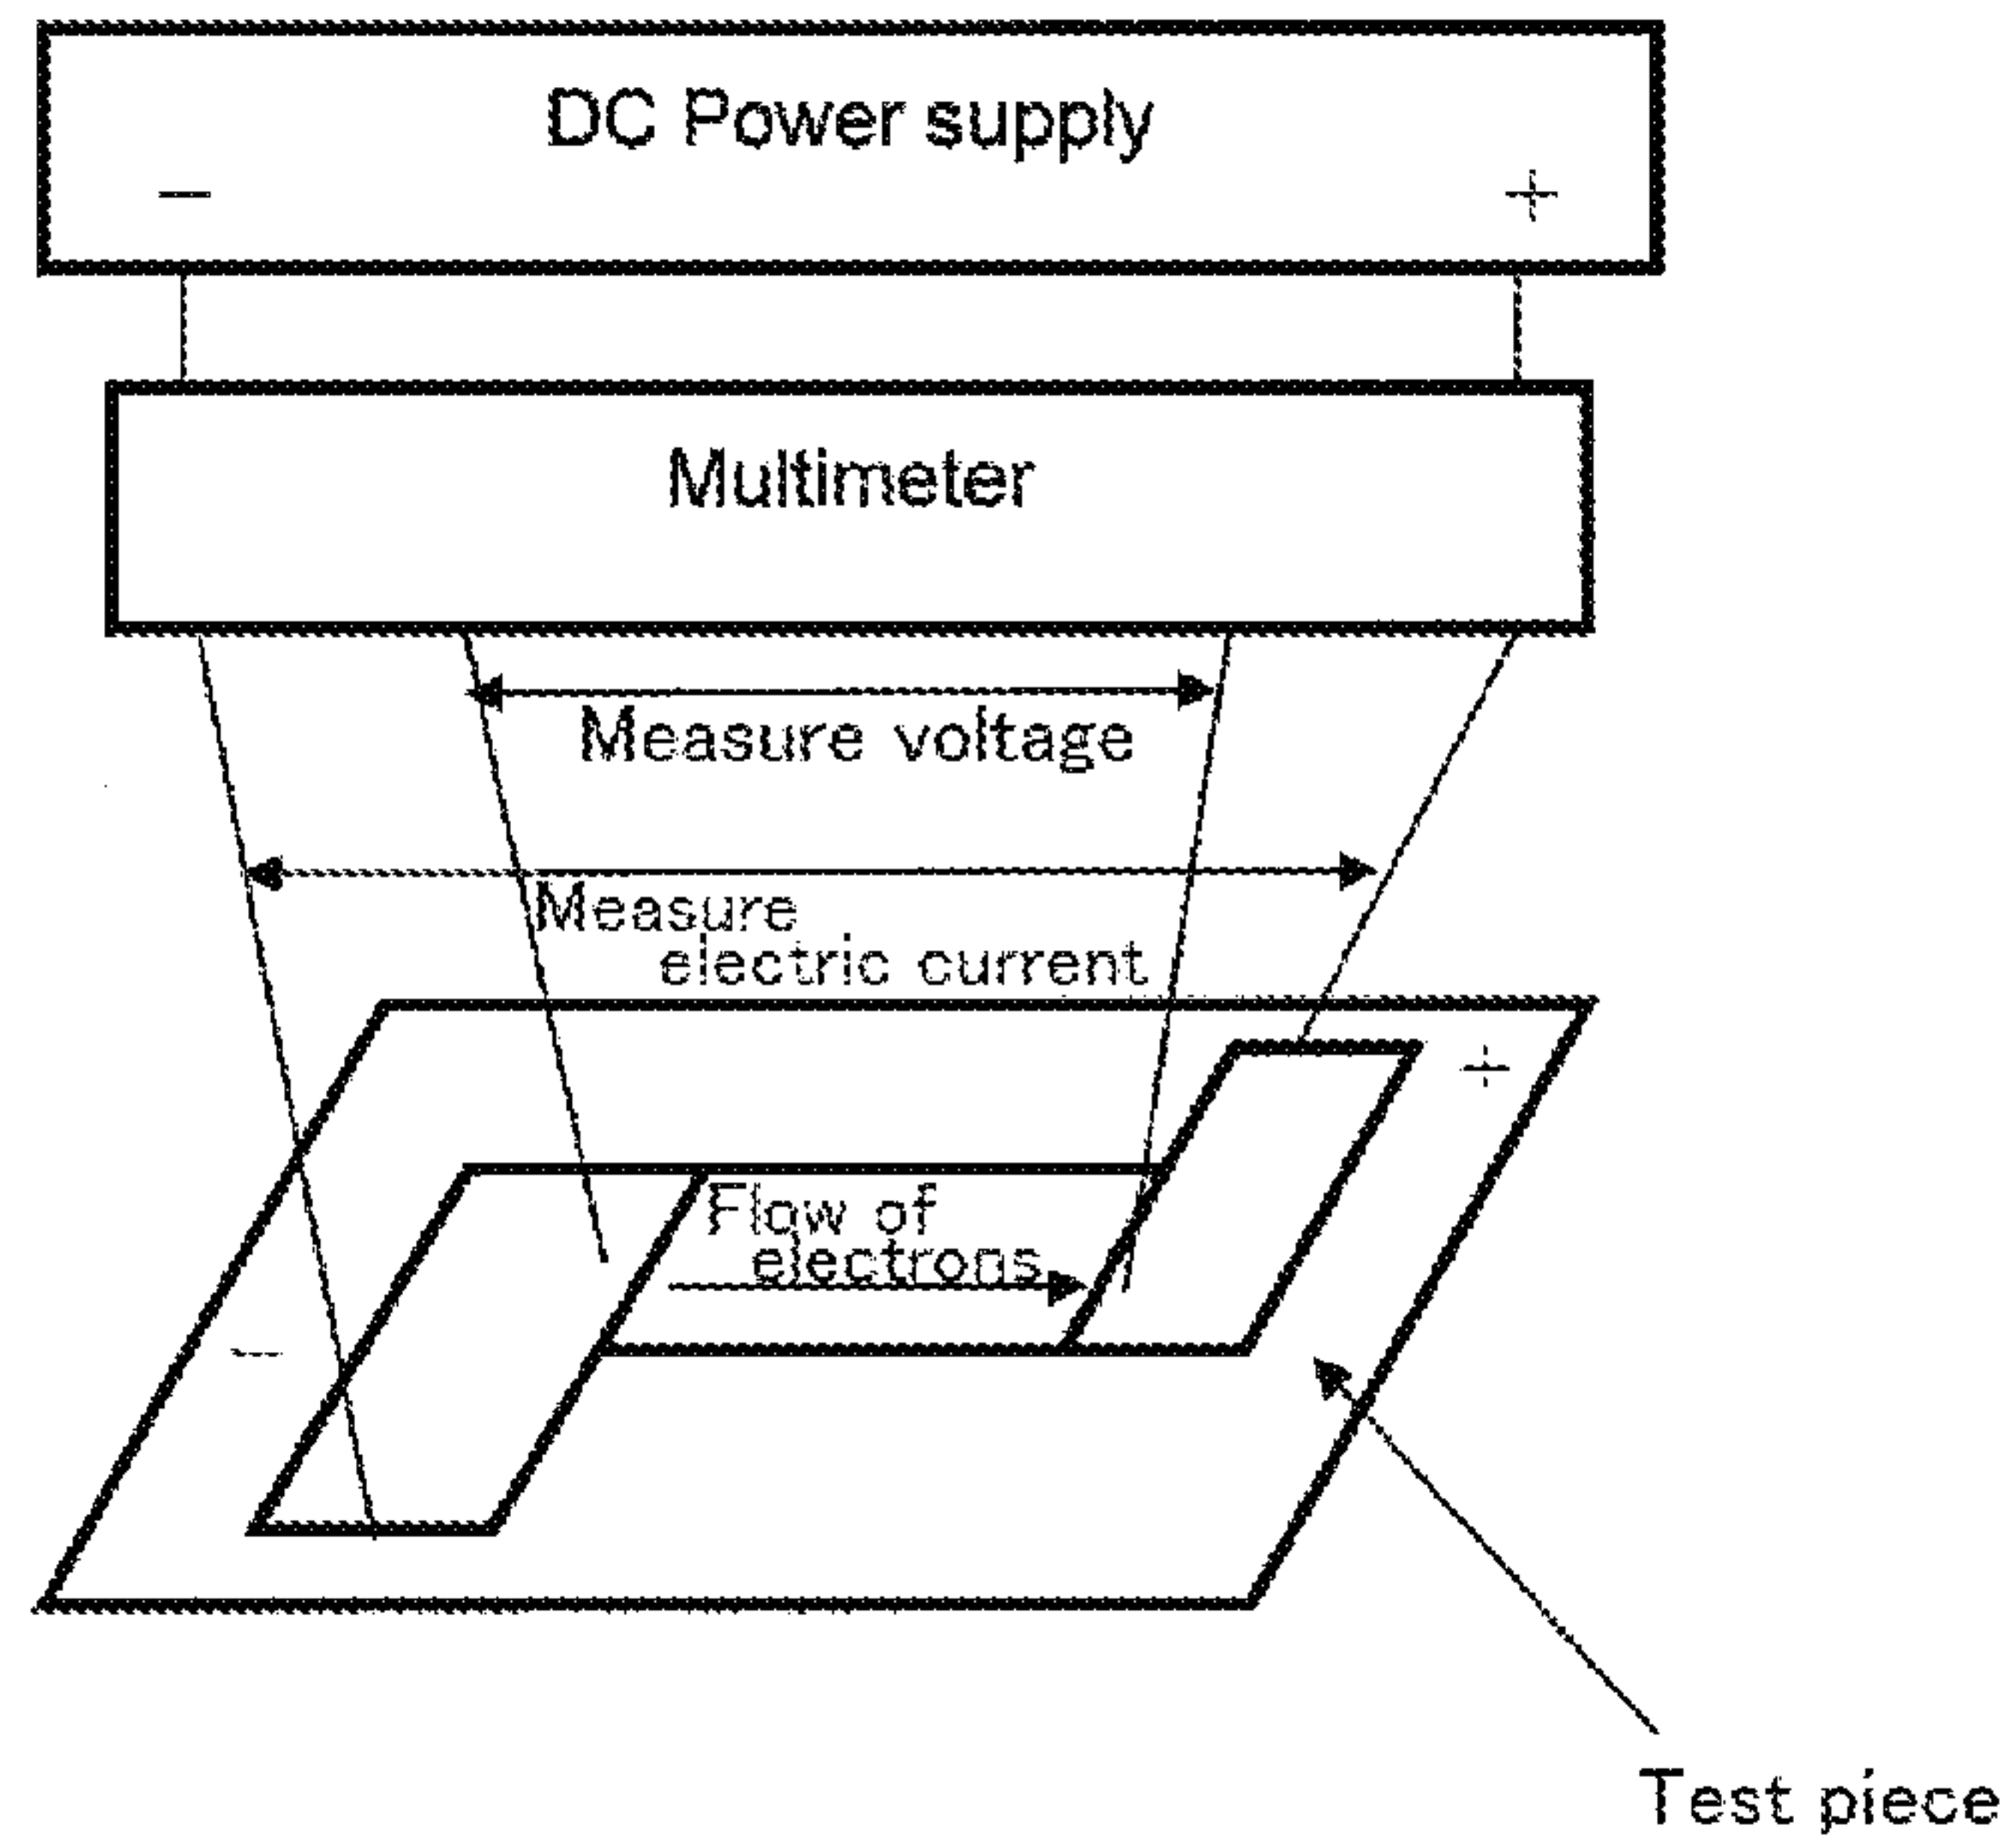 DC Power supply
− +
Multimeter
Measure voltage
Measure
electric current
+
Flow of
electrons
−
Test piece